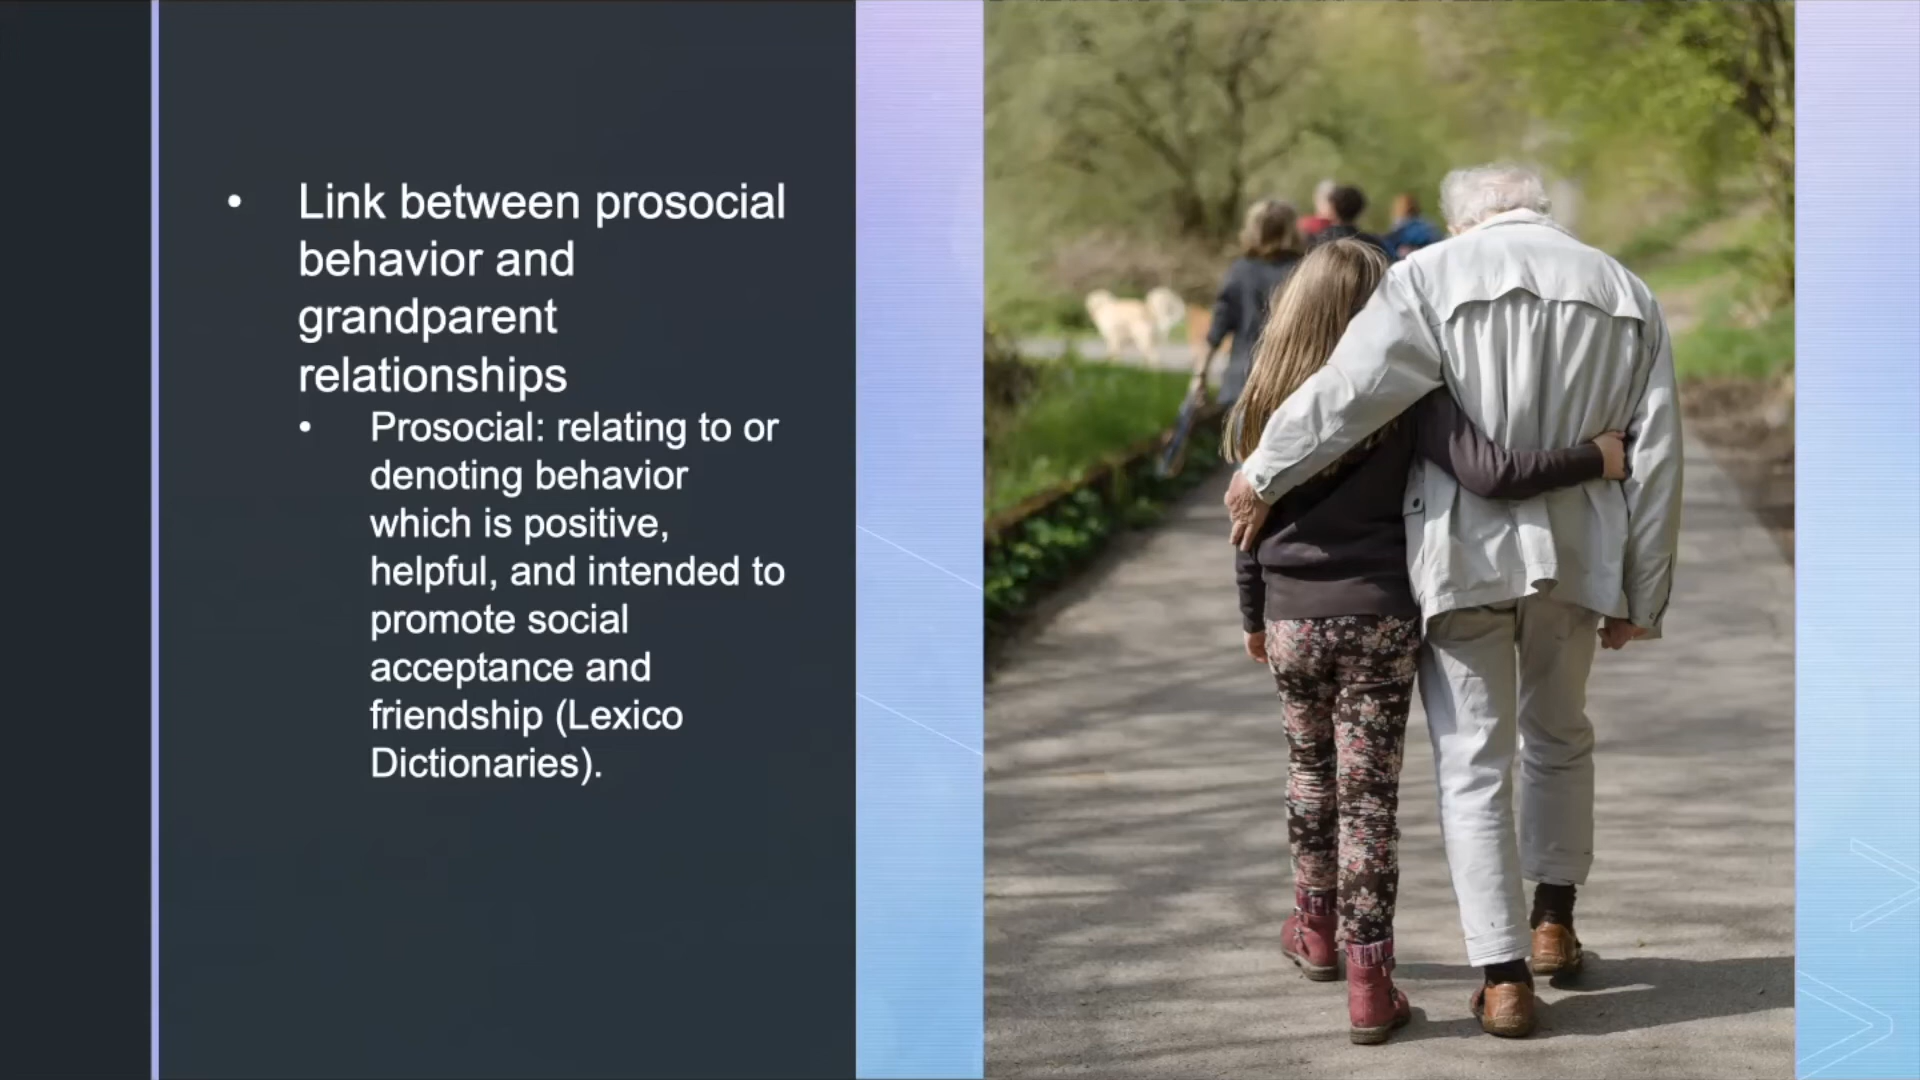 • Link between prosocial
behavior and
grandparent
relationships
• Prosocial: relating to or
denoting behavior
which is positive,
helpful, and intended to
promote social
acceptance and
friendship (Lexico
Dictionaries).